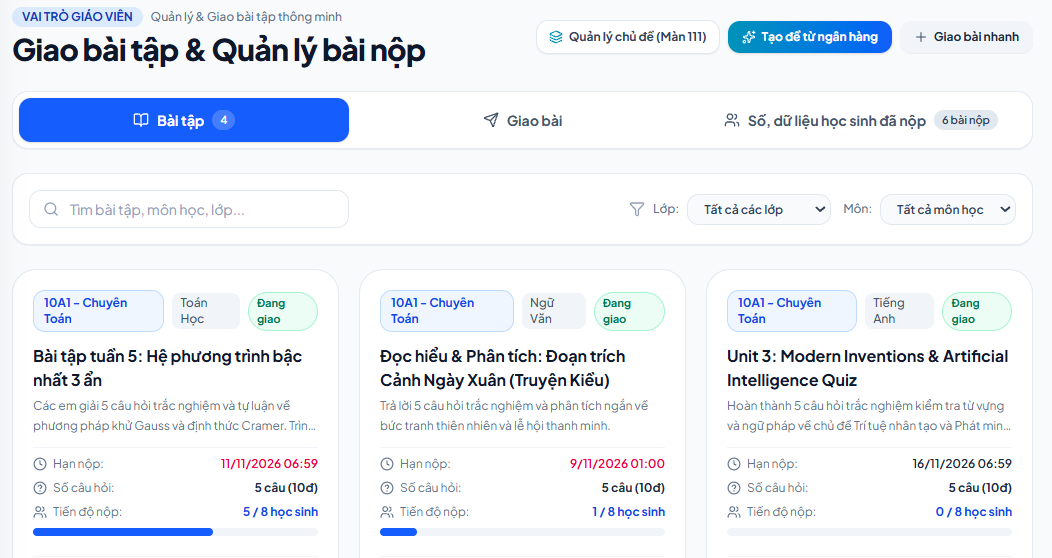 VAI TRÒ GIÁO VIÊN Quản lý & Giao bài tập thông minh
Giao bài tập & Quản lý bài nộp
Quản lý chủ đề (Màn 111)
Tạo đề từ ngân hàng
+ Giao bài nhanh
Bài tập 4
Giao bài
Số, dữ liệu học sinh đã nộp 6 bài nộp
Tìm bài tập, môn học, lớp...
Lớp: Tất cả các lớp
Môn: Tất cả môn học
10A1 - Chuyên
Toán
Toán
Học
Đang
giao
Bài tập tuần 5: Hệ phương trình bậc
nhất 3 ẩn
Các em giải 5 câu hỏi trắc nghiệm và tự luận về
phương pháp khử Gauss và định thức Cramer. Trìn...
Hạn nộp: 11/11/2026 06:59
Số câu hỏi: 5 câu (10đ)
Tiến độ nộp: 5 / 8 học sinh
10A1 - Chuyên
Toán
Ngữ
Văn
Đang
giao
Đọc hiểu & Phân tích: Đoạn trích
Cảnh Ngày Xuân (Truyện Kiều)
Trả lời 5 câu hỏi trắc nghiệm và phân tích ngắn về
bức tranh thiên nhiên và lễ hội thanh minh.
Hạn nộp: 9/11/2026 01:00
Số câu hỏi: 5 câu (10đ)
Tiến độ nộp: 1 / 8 học sinh
10A1 - Chuyên
Toán
Tiếng
Anh
Đang
giao
Unit 3: Modern Inventions & Artificial
Intelligence Quiz
Hoàn thành 5 câu hỏi trắc nghiệm kiểm tra từ vựng
và ngữ pháp về chủ đề Trí tuệ nhân tạo và Phát min...
Hạn nộp: 16/11/2026 06:59
Số câu hỏi: 5 câu (10đ)
Tiến độ nộp: 0 / 8 học sinh